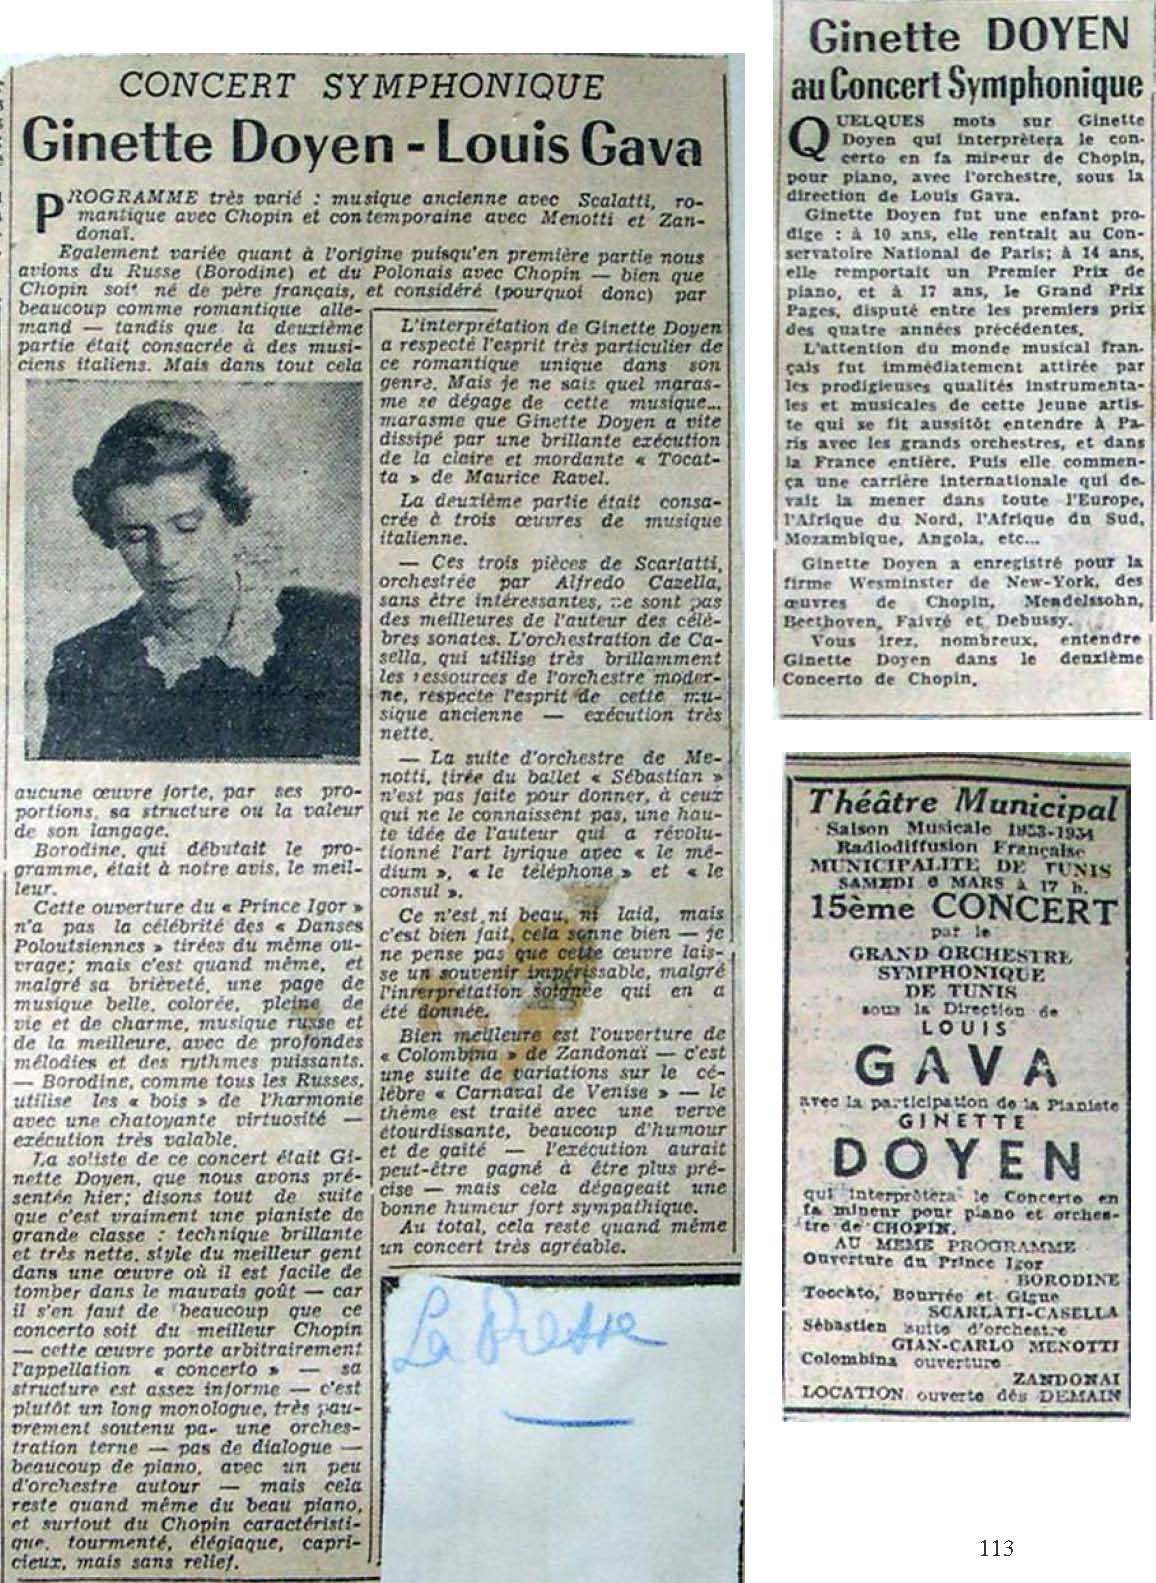 CONCERT SYMPHONIQUE
Ginette Doyen - Louis Gava
PROGRAMME très varié : musique ancienne avec Scalatti, ro-
mantique avec Chopin et contemporaine avec Menotti et Zan-
donaï.
Egalement variée quant à l'origine puisqu'en première partie nous
avions du Russe (Borodine) et du Polonais avec Chopin — bien que
Chopin soit né de père français, et considéré (pourquoi donc) par
beaucoup comme romantique alle-
mand — tandis que la deuxième
partie était consacrée à des musi-
ciens italiens. Mais dans tout cela
aucune œuvre forte, par ses pro-
portions, sa structure ou la valeur
de son langage.
Borodine, qui débutait le pro-
gramme, était à notre avis, le meil-
leur.
Cette ouverture du « Prince Igor »
n'a pas la célébrité des « Danses
Poloutsiennes » tirées du même ou-
vrage; mais c'est quand même, et
malgré sa brièveté, une page de
musique belle, colorée, pleine de
vie et de charme, musique russe et
de la meilleure, avec de profondes
mélodies et des rythmes puissants.
— Borodine, comme tous les Russes,
utilise les « bois » de l'harmonie
avec une chatoyante virtuosité —
exécution très valable.
La soliste de ce concert était Gi-
nette Doyen, que nous avons pré-
sentée hier; disons tout de suite
que c'est vraiment une pianiste de
grande classe : technique brillante
et très nette, style du meilleur gent
dans une œuvre où il est facile de
tomber dans le mauvais goût — car
il s'en faut de beaucoup que ce
concerto soit du meilleur Chopin
— cette œuvre porte arbitrairement
l'appellation « concerto » — sa
structure est assez informe — c'est
plutôt un long monologue, très pau-
vrement soutenu par une orches-
tration terne — pas de dialogue —
beaucoup de piano, avec un peu
d'orchestre autour — mais cela
reste quand même du beau piano,
et surtout du Chopin caractéristi-
que, tourmenté, élégiaque, capri-
cieux, mais sans relief.
L'interprétation de Ginette Doyen
a respecté l'esprit très particulier de
ce romantique unique dans son
genre. Mais je ne sais quel maras-
me se dégage de cette musique...
marasme que Ginette Doyen a vite
dissipé par une brillante exécution
de la claire et mordante « Tocat-
ta » de Maurice Ravel.
La deuxième partie était consa-
crée à trois œuvres de musique
italienne.
— Ces trois pièces de Scarlatti,
orchestrée par Alfredo Cazella,
sans être intéressantes, ne sont pas
des meilleures de l'auteur des célè-
bres sonates. L'orchestration de Ca-
sella, qui utilise très brillamment
les ressources de l'orchestre moder-
ne, respecte l'esprit de cette mu-
sique ancienne — exécution très
nette.
— La suite d'orchestre de Me-
notti, tirée du ballet « Sébastian »
n'est pas faite pour donner, à ceux
qui ne le connaissent pas, une hau-
te idée de l'auteur qui a révolu-
tionné l'art lyrique avec « le mé-
dium », « le téléphone » et « le
consul ».
Ce n'est ni beau, ni laid, mais
c'est bien fait, cela sonne bien — je
ne pense pas que cette œuvre lais-
se un souvenir impérissable, malgré
l'inrerprétation soignée qui en a
été donnée.
Bien meilleure est l'ouverture de
« Colombina » de Zandonaï — c'est
une suite de variations sur le cé-
lèbre « Carnaval de Venise » — le
thème est traité avec une verve
étourdissante, beaucoup d'humour
et de gaîté — l'exécution aurait
peut-être gagné à être plus pré-
cise — mais cela dégageait une
bonne humeur fort sympathique.
Au total, cela reste quand même
un concert très agréable.
La Presse
Ginette DOYEN
au Concert Symphonique
QUELQUES mots sur Ginette
Doyen qui interprètera le con-
certo en fa mineur de Chopin,
pour piano, avec l'orchestre, sous la
direction de Louis Gava.
Ginette Doyen fut une enfant pro-
dige : à 10 ans, elle rentrait au Con-
servatoire National de Paris; à 14 ans,
elle remportait un Premier Prix de
piano, et à 17 ans, le Grand Prix
Pages, disputé entre les premiers prix
des quatre années précédentes.
L'attention du monde musical fran-
çais fut immédiatement attirée par
les prodigieuses qualités instrumenta-
les et musicales de cette jeune artis-
te qui se fit aussitôt entendre à Pa-
ris avec les grands orchestres, et dans
la France entière. Puis elle commen-
ça une carrière internationale qui de-
vait la mener dans toute l'Europe,
l'Afrique du Nord, l'Afrique du Sud,
Mozambique, Angola, etc...
Ginette Doyen a enregistré pour la
firme Wesminster de New-York, des
œuvres de Chopin, Mendelssohn,
Beethoven, Faivré et Debussy.
Vous irez, nombreux, entendre
Ginette Doyen dans le deuxième
Concerto de Chopin.
Théâtre Municipal
Saison Musicale 1953-1954
Radiodiffusion Française
MUNICIPALITE DE TUNIS
SAMEDI 6 MARS à 17 h.
15ème CONCERT
par le
GRAND ORCHESTRE
SYMPHONIQUE
DE TUNIS
sous la Direction de
LOUIS
GAVA
avec la participation de la Pianiste
GINETTE
DOYEN
qui interprètera le Concerto en
fa mineur pour piano et orches-
tre de CHOPIN.
AU MEME PROGRAMME
Ouverture du Prince Igor
BORODINE
Toccato, Bourrée et Gigue
SCARLATI-CASELLA
Sébastien suite d'orchestre
GIAN-CARLO MENOTTI
Colombina ouverture
ZANDONAI
LOCATION ouverte dès DEMAIN
113